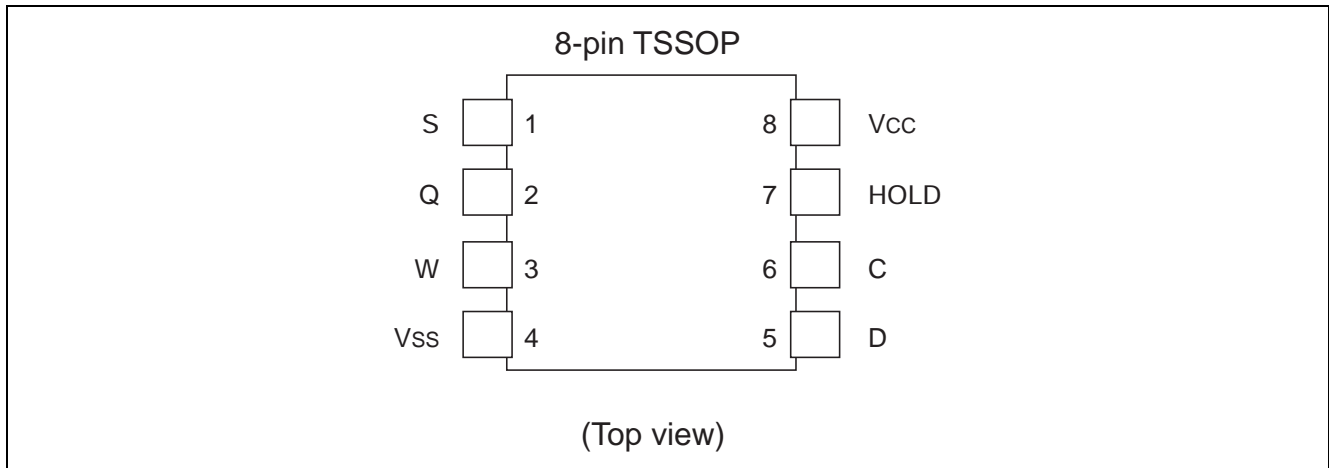 8-pin TSSOP
S 1 8 VCC
Q 2 7 HOLD
W 3 6 C
VSS 4 5 D
(Top view)